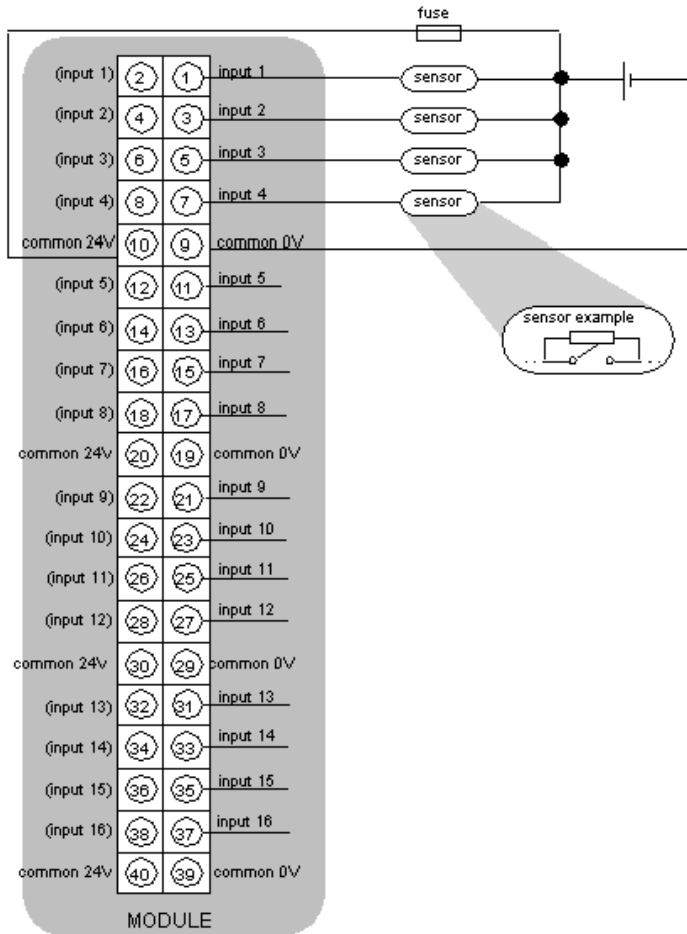 fuse
(input 1) 2 1 input 1 sensor
(input 2) 4 3 input 2 sensor
(input 3) 6 5 input 3 sensor
(input 4) 8 7 input 4 sensor
common 24V 10 9 common 0V
(input 5) 12 11 input 5
(input 6) 14 13 input 6
sensor example
(input 7) 16 15 input 7
(input 8) 18 17 input 8
common 24V 20 19 common 0V
(input 9) 22 21 input 9
(input 10) 24 23 input 10
(input 11) 26 25 input 11
(input 12) 28 27 input 12
common 24V 30 29 common 0V
(input 13) 32 31 input 13
(input 14) 34 33 input 14
(input 15) 36 35 input 15
(input 16) 38 37 input 16
common 24V 40 39 common 0V
MODULE